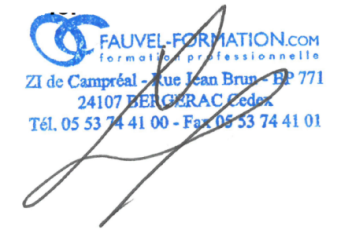 FAUVEL-FORMATION.COM
formation professionnelle
ZI de Campréal - Rue Jean Brun - BP 771
24107 BERGERAC Cedex
Tél. 05 53 74 41 00 - Fax 05 53 74 41 01